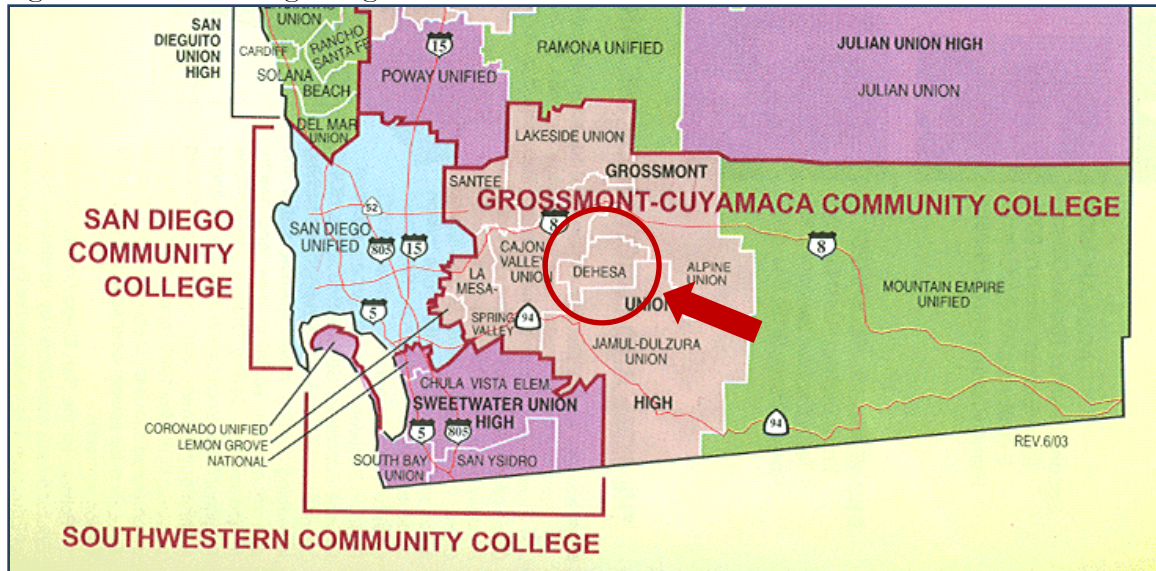 SAN
DIEGUITO
UNION
HIGH
UNION
CARDIFF
RANCHO
SANTA FE
SOLANA
BEACH
DEL MAR
UNION
15
POWAY UNIFIED
RAMONA UNIFIED
JULIAN UNION HIGH
JULIAN UNION
LAKESIDE UNION
SANTEE
GROSSMONT
GROSSMONT-CUYAMACA COMMUNITY COLLEGE
SAN DIEGO
COMMUNITY
COLLEGE
52
SAN DIEGO
UNIFIED
805
15
5
8
CAJON
VALLEY
UNION
DEHESA
ALPINE
UNION
8
LA
MESA-
SPRING
VALLEY
94
UNION
MOUNTAIN EMPIRE
UNIFIED
JAMUL-DULZURA
UNION
HIGH
94
CHULA VISTA ELEM.
SWEETWATER UNION
HIGH
5
805
SOUTH BAY
UNION
SAN YSIDRO
CORONADO UNIFIED
LEMON GROVE
NATIONAL
REV.6/03
SOUTHWESTERN COMMUNITY COLLEGE